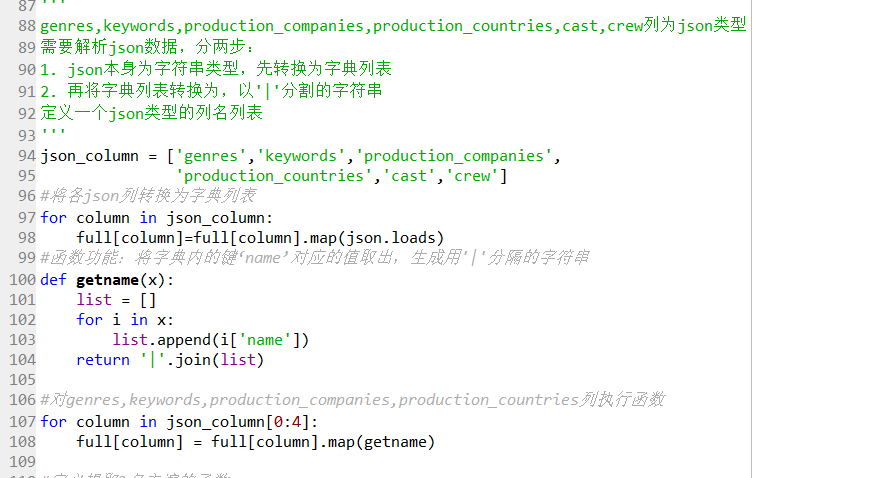 87 '''
88 genres,keywords,production_companies,production_countries,cast,crew列为json类型
89 需要解析json数据，分两步：
90 1. json本身为字符串类型，先转换为字典列表
91 2. 再将字典列表转换为，以'|'分割的字符串
92 定义一个json类型的列名列表
93 '''
94 json_column = ['genres','keywords','production_companies',
95 'production_countries','cast','crew']
96 #将各json列转换为字典列表
97 for column in json_column:
98 full[column]=full[column].map(json.loads)
99 #函数功能：将字典内的键‘name’对应的值取出，生成用'|'分隔的字符串
100 def getname(x):
101 list = []
102 for i in x:
103 list.append(i['name'])
104 return '|'.join(list)
105
106 #对genres,keywords,production_companies,production_countries列执行函数
107 for column in json_column[0:4]:
108 full[column] = full[column].map(getname)
109